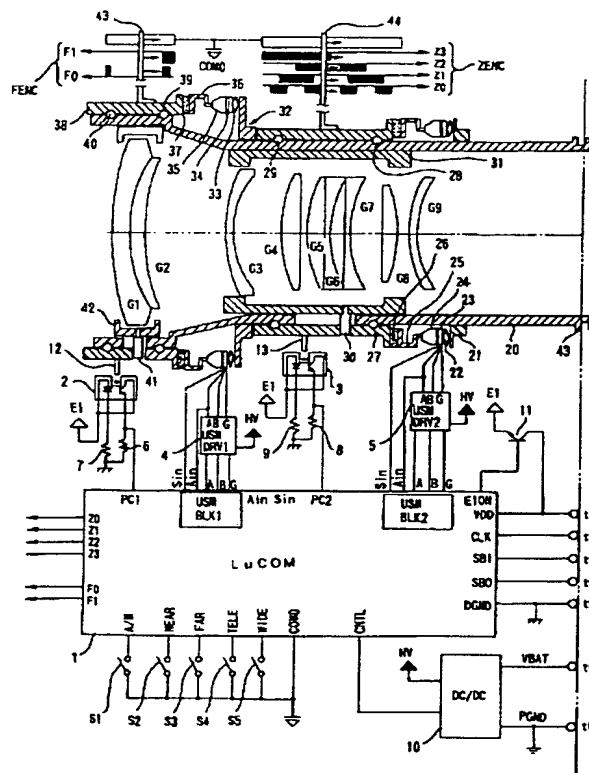 43
44
F1
F0
FENC
COMQ
Z3
Z2
Z1
Z0
ZENC
38
40
39
37
36
35
34
33
32
29
28
31
G1
G2
G3
G4
G5
G6
G7
G8
G9
26
25
24
23
42
41
30
27
22
21
20
43
12
2
E1
7
6
4
A B G
USM
DRV1
HV
13
3
E1
9
8
5
A B G
USM
DRV2
HV
E1
11
Sin
Ain
A
B
G
Sin
Ain
A
B
G
PC1
USM
BLK1
Ain Sin
PC2
USM
BLK2
E1ON
VDD
CLK
SBI
SBO
DGND
t
t
t
t
t
Z0
Z1
Z2
Z3
F0
F1
LuCOM
1
A/M
NEAR
FAR
TELE
WIDE
COMQ
CNTL
S1
S2
S3
S4
S5
HV
DC/DC
10
VBAT
PGND
t
t